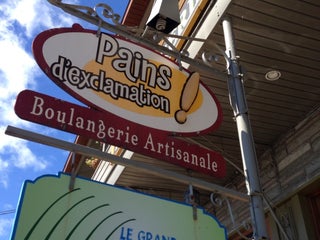 Pains
d'exclamation!
Boulangerie Artisanale
LE GRAND